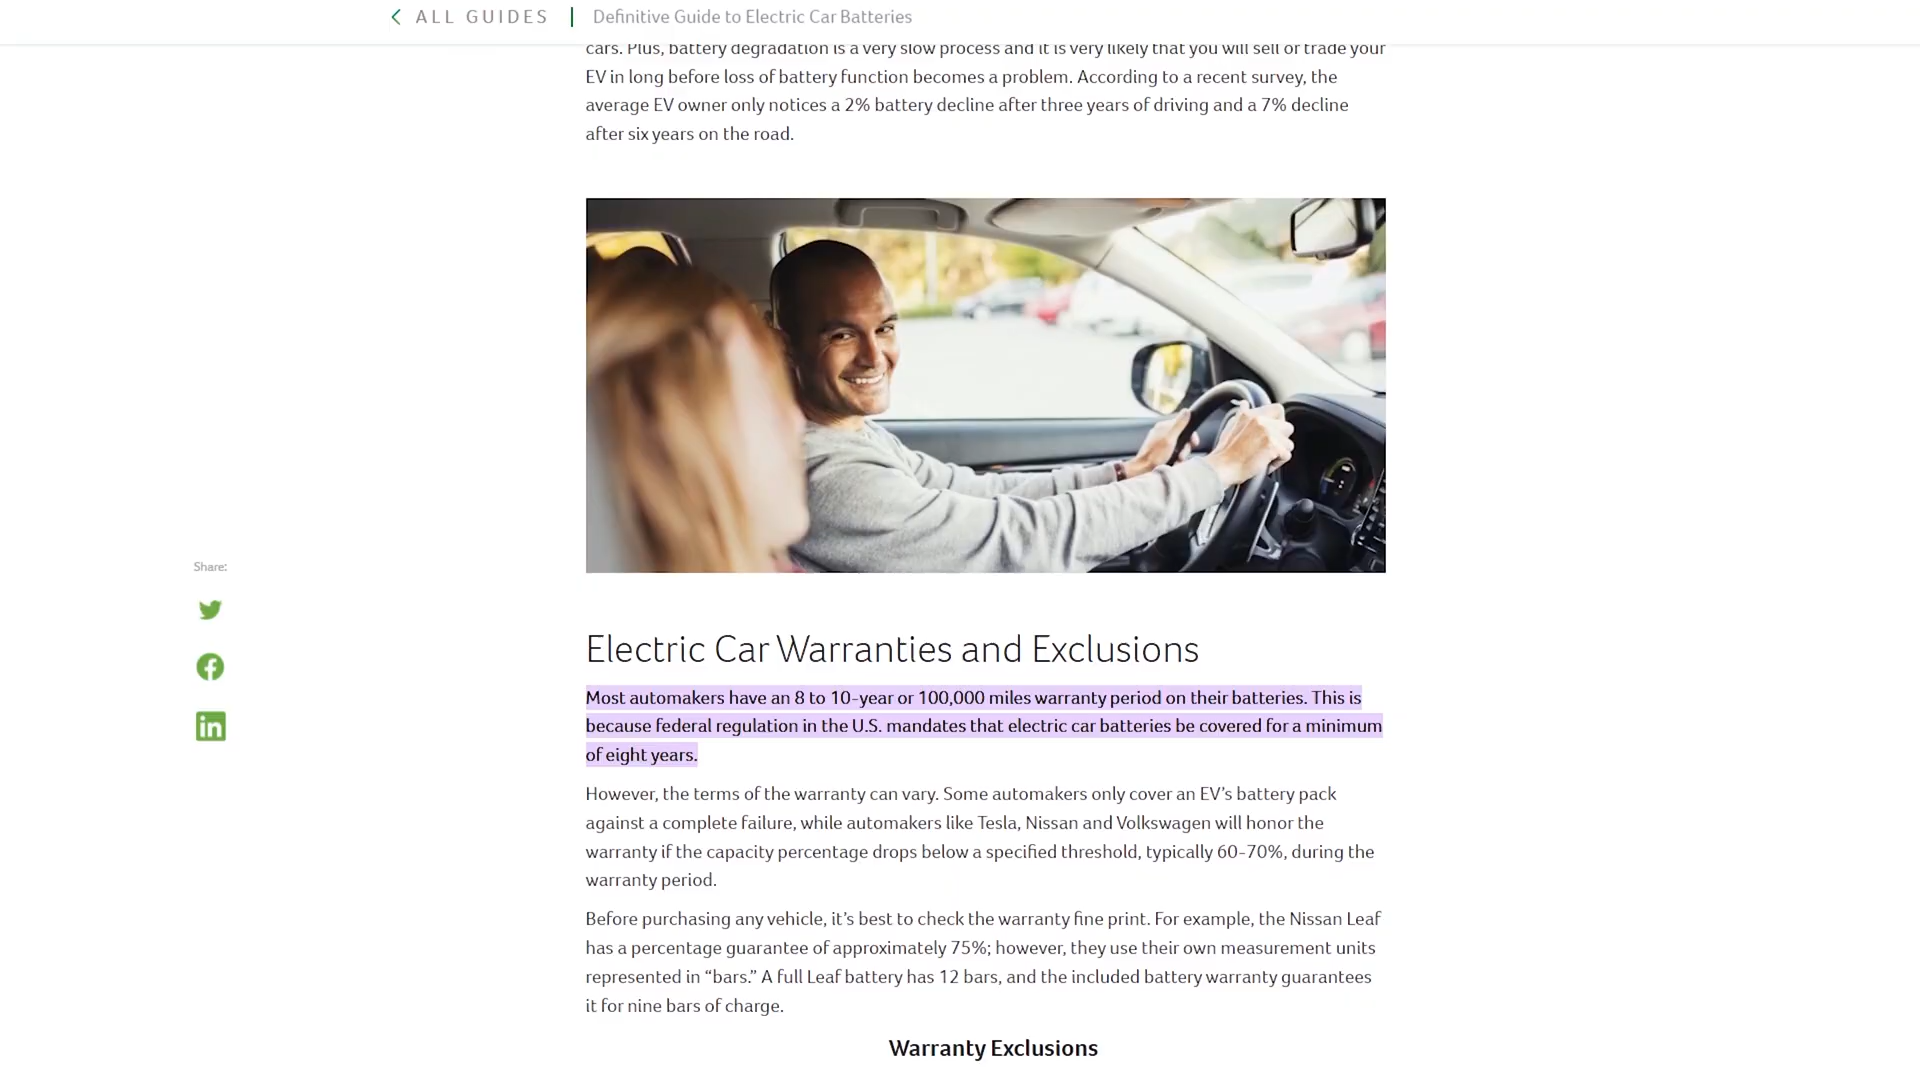 ALL GUIDES
Definitive Guide to Electric Car Batteries
cars. Plus, battery degradation is a very slow process and it is very likely that you will sell or trade your
EV in long before loss of battery function becomes a problem. According to a recent survey, the
average EV owner only notices a 2% battery decline after three years of driving and a 7% decline
after six years on the road.
Share:
Electric Car Warranties and Exclusions
Most automakers have an 8 to 10-year or 100,000 miles warranty period on their batteries. This is
because federal regulation in the U.S. mandates that electric car batteries be covered for a minimum
of eight years.
However, the terms of the warranty can vary. Some automakers only cover an EV’s battery pack
against a complete failure, while automakers like Tesla, Nissan and Volkswagen will honor the
warranty if the capacity percentage drops below a specified threshold, typically 60-70%, during the
warranty period.
Before purchasing any vehicle, it’s best to check the warranty fine print. For example, the Nissan Leaf
has a percentage guarantee of approximately 75%; however, they use their own measurement units
represented in “bars.” A full Leaf battery has 12 bars, and the included battery warranty guarantees
it for nine bars of charge.
Warranty Exclusions